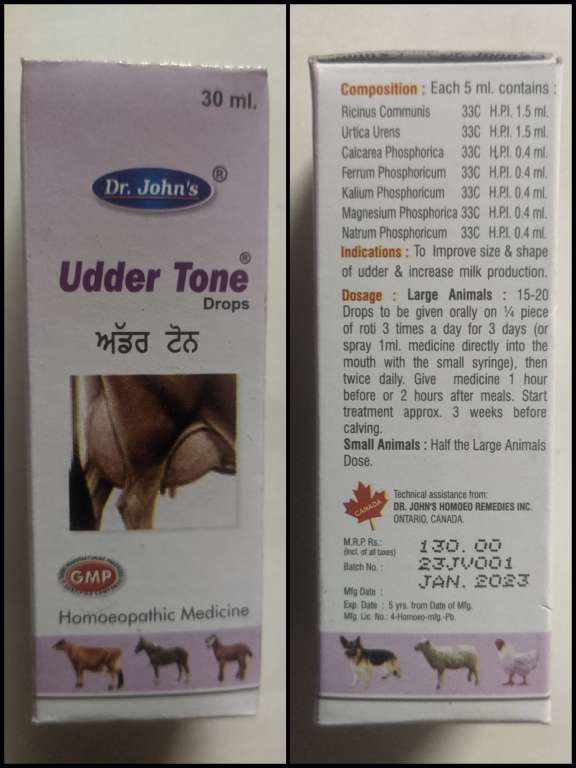 30 ml.
Dr. John's ®
Udder Tone ®
Drops
ਅੱਡਰ ਟੋਨ
GMP
Homoeopathic Medicine
Composition : Each 5 ml. contains :
Ricinus Communis 33C H.P.I. 1.5 ml.
Urtica Urens 33C H.P.I. 1.5 ml.
Calcarea Phosphorica 33C H.P.I. 0.4 ml.
Ferrum Phosphoricum 33C H.P.I. 0.4 ml.
Kalium Phosphoricum 33C H.P.I. 0.4 ml.
Magnesium Phosphorica 33C H.P.I. 0.4 ml.
Natrum Phosphoricum 33C H.P.I. 0.4 ml.
Indications : To Improve size & shape
of udder & increase milk production.
Dosage : Large Animals : 15-20
Drops to be given orally on ¼ piece
of roti 3 times a day for 3 days (or
spray 1ml. medicine directly into the
mouth with the small syringe), then
twice daily. Give medicine 1 hour
before or 2 hours after meals. Start
treatment approx. 3 weeks before
calving.
Small Animals : Half the Large Animals
Dose.
CANADA
Technical assistance from:
DR. JOHN'S HOMOED REMEDIES INC.
ONTARIO, CANADA.
M.R.P. Rs.: 130.00
(Incl. of all taxes)
Batch No. : 23JV001
JAN. 2023
Mfg Date :
Exp. Date : 5 yrs. from Date of Mfg.
Mfg. Lic. No.: 4-Homoeo-mfg.-Pb.